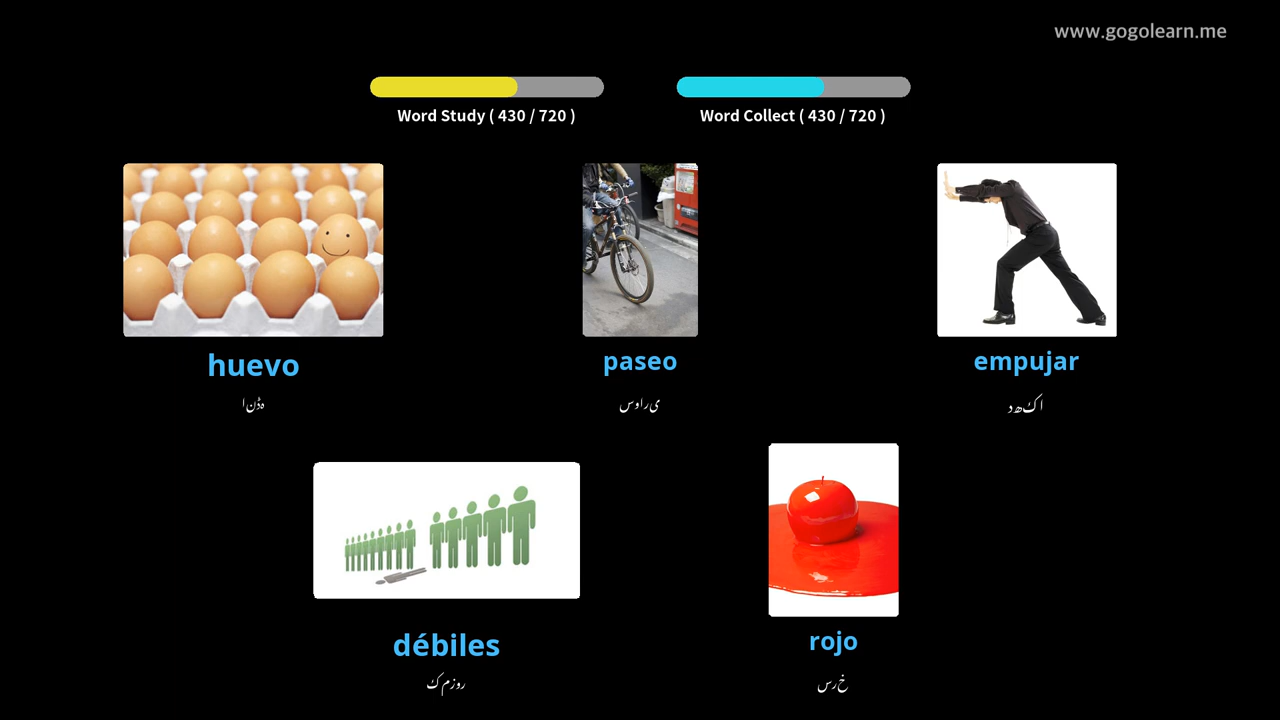 www.gogolearn.me
Word Study ( 430 / 720 )
Word Collect ( 430 / 720 )
huevo
انڈہ
paseo
سواری
empujar
دھکا
débiles
کمزور
rojo
سرخ